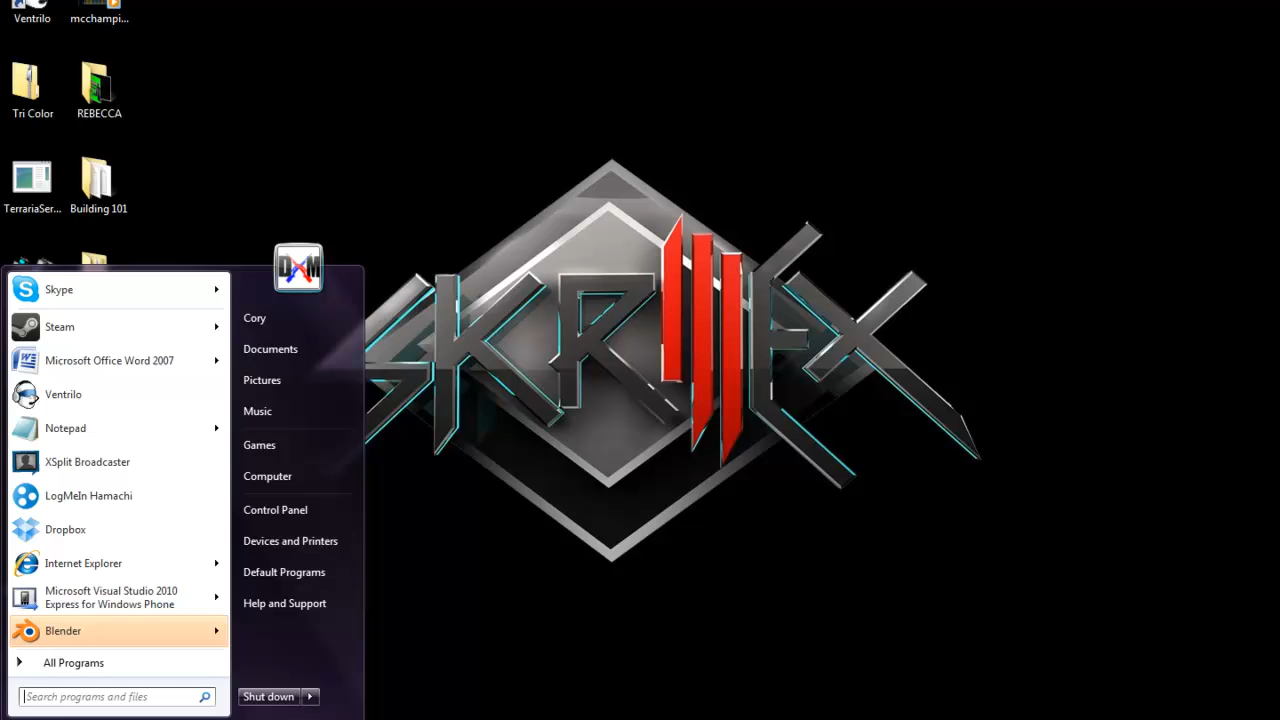 Ventrilo
mcchampi...
Tri Color
REBECCA
TerrariaSer...
Building 101
Skype
Steam
Microsoft Office Word 2007
Ventrilo
Notepad
XSplit Broadcaster
LogMeIn Hamachi
Dropbox
Internet Explorer
Microsoft Visual Studio 2010
Express for Windows Phone
Blender
All Programs
Search programs and files
DXM
Cory
Documents
Pictures
Music
Games
Computer
Control Panel
Devices and Printers
Default Programs
Help and Support
Shut down
SKRILLEX